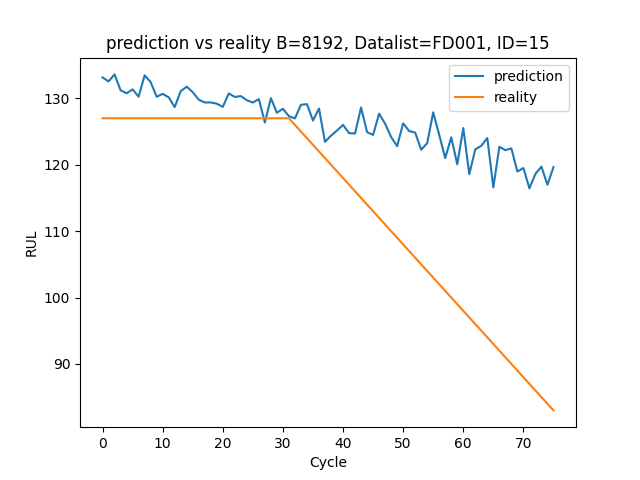 prediction vs reality B=8192, Datalist=FD001, ID=15
prediction
reality
RUL
130
120
110
100
90
0 10 20 30 40 50 60 70
Cycle